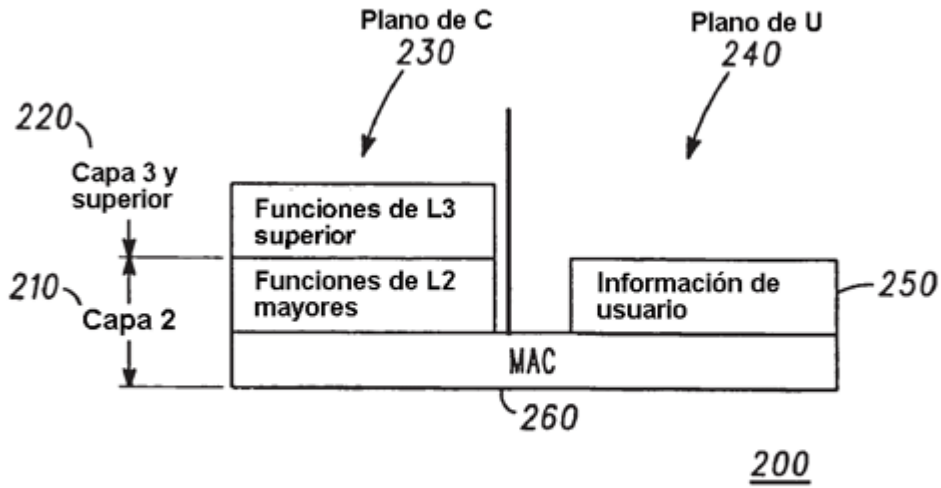 Plano de C
230
Plano de U
240
220
Capa 3 y
superior
Funciones de L3
superior
210
Capa 2
Funciones de L2
mayores
Información de
usuario
250
MAC
260
200